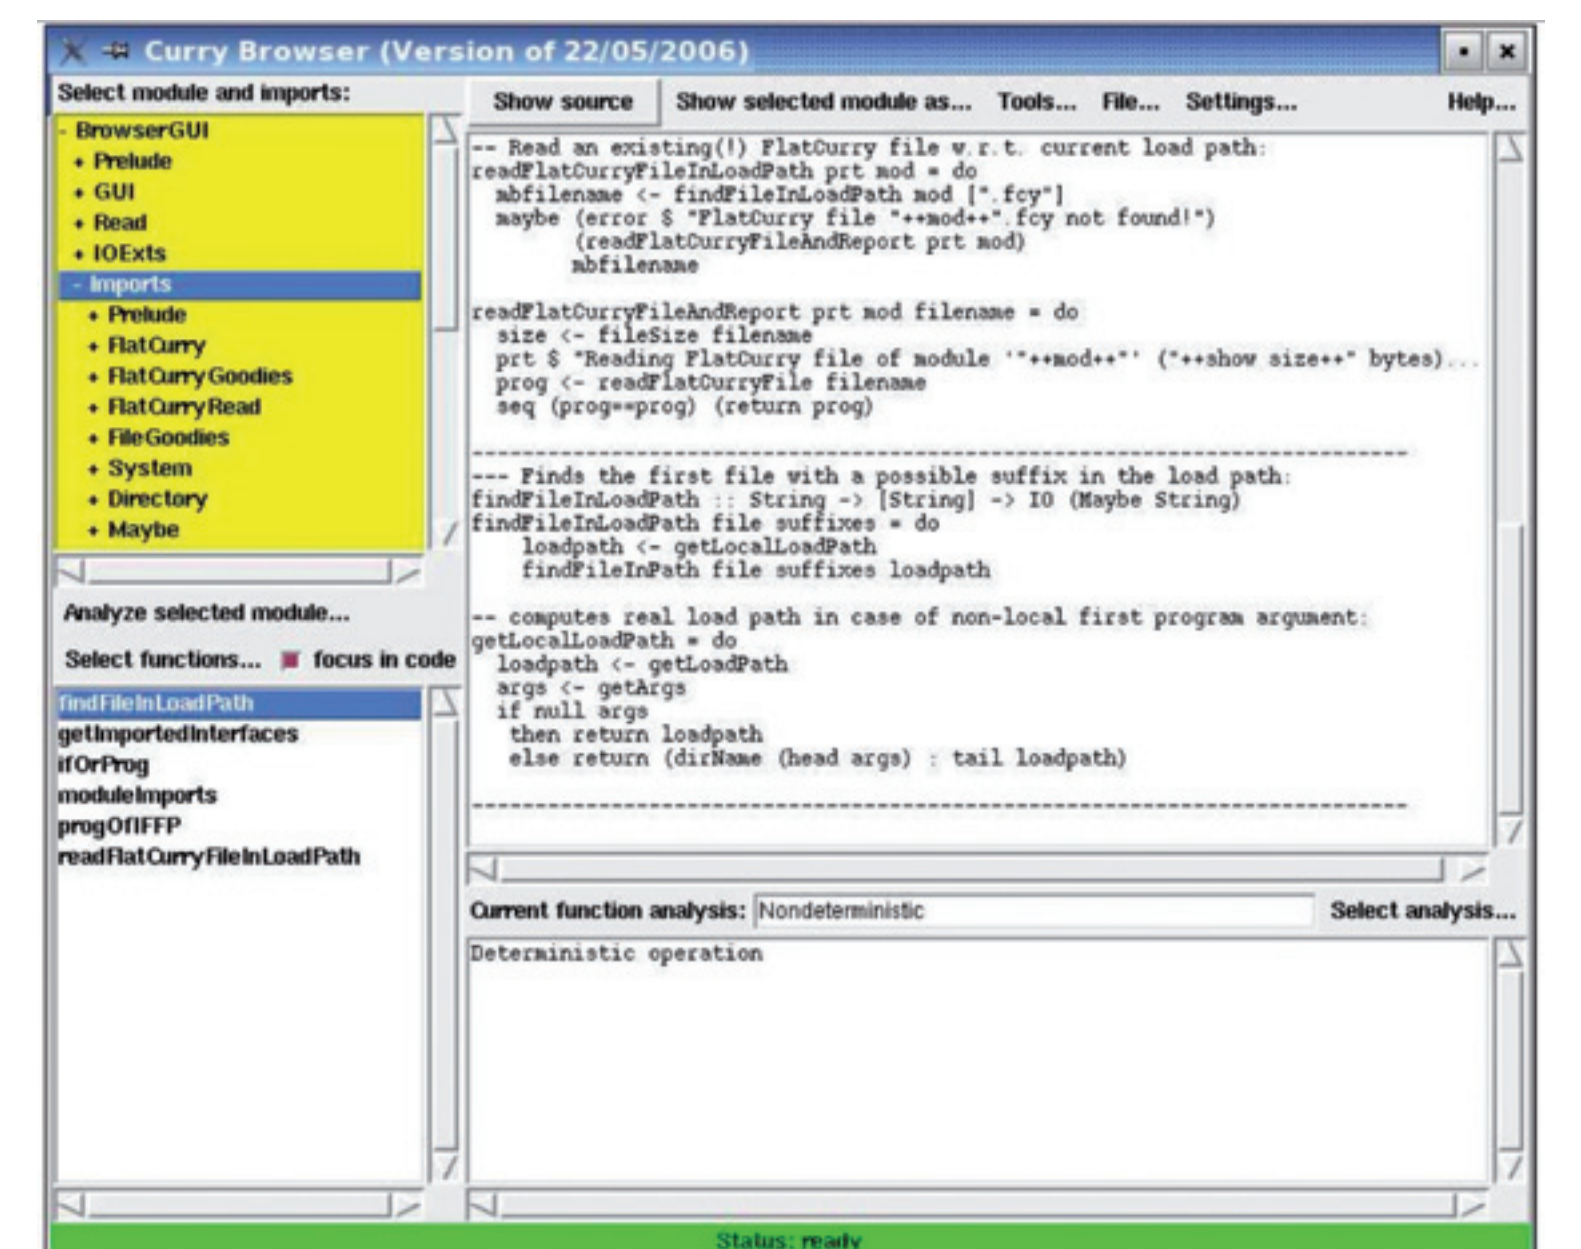 Curry Browser (Version of 22/05/2006)
Select module and imports:
- BrowserGUI
+ Prelude
+ GUI
+ Read
+ IOExts
- Imports
+ Prelude
+ FlatCurry
+ FlatCurryGoodies
+ FlatCurryRead
+ FileGoodies
+ System
+ Directory
+ Maybe
Analyze selected module...
Select functions... focus in code
findFileInLoadPath
getImportedInterfaces
ifOrProg
moduleImports
progOfIFFP
readFlatCurryFileInLoadPath
Show source Show selected module as... Tools... File... Settings... Help...
-- Read an existing(!) FlatCurry file w.r.t. current load path:
readFlatCurryFileInLoadPath prt mod = do
  mbfilename <- findFileInLoadPath mod [".fcy"]
  maybe (error $ "FlatCurry file "++mod++".fcy not found!")
        (readFlatCurryFileAndReport prt mod)
        mbfilename
readFlatCurryFileAndReport prt mod filename = do
  size <- fileSize filename
  prt $ "Reading FlatCurry file of module '"++mod++"' ("++show size++" bytes)...
  prog <- readFlatCurryFile filename
  seq (prog==prog) (return prog)
------------------------------------------------------------------------
--- Finds the first file with a possible suffix in the load path:
findFileInLoadPath :: String -> [String] -> IO (Maybe String)
findFileInLoadPath file suffixes = do
    loadpath <- getLocalLoadPath
    findFileInPath file suffixes loadpath
-- computes real load path in case of non-local first program argument:
getLocalLoadPath = do
  loadpath <- getLoadPath
  args <- getArgs
  if null args
   then return loadpath
   else return (dirName (head args) : tail loadpath)
------------------------------------------------------------------------
Current function analysis: Nondeterministic Select analysis...
Deterministic operation
Status: ready